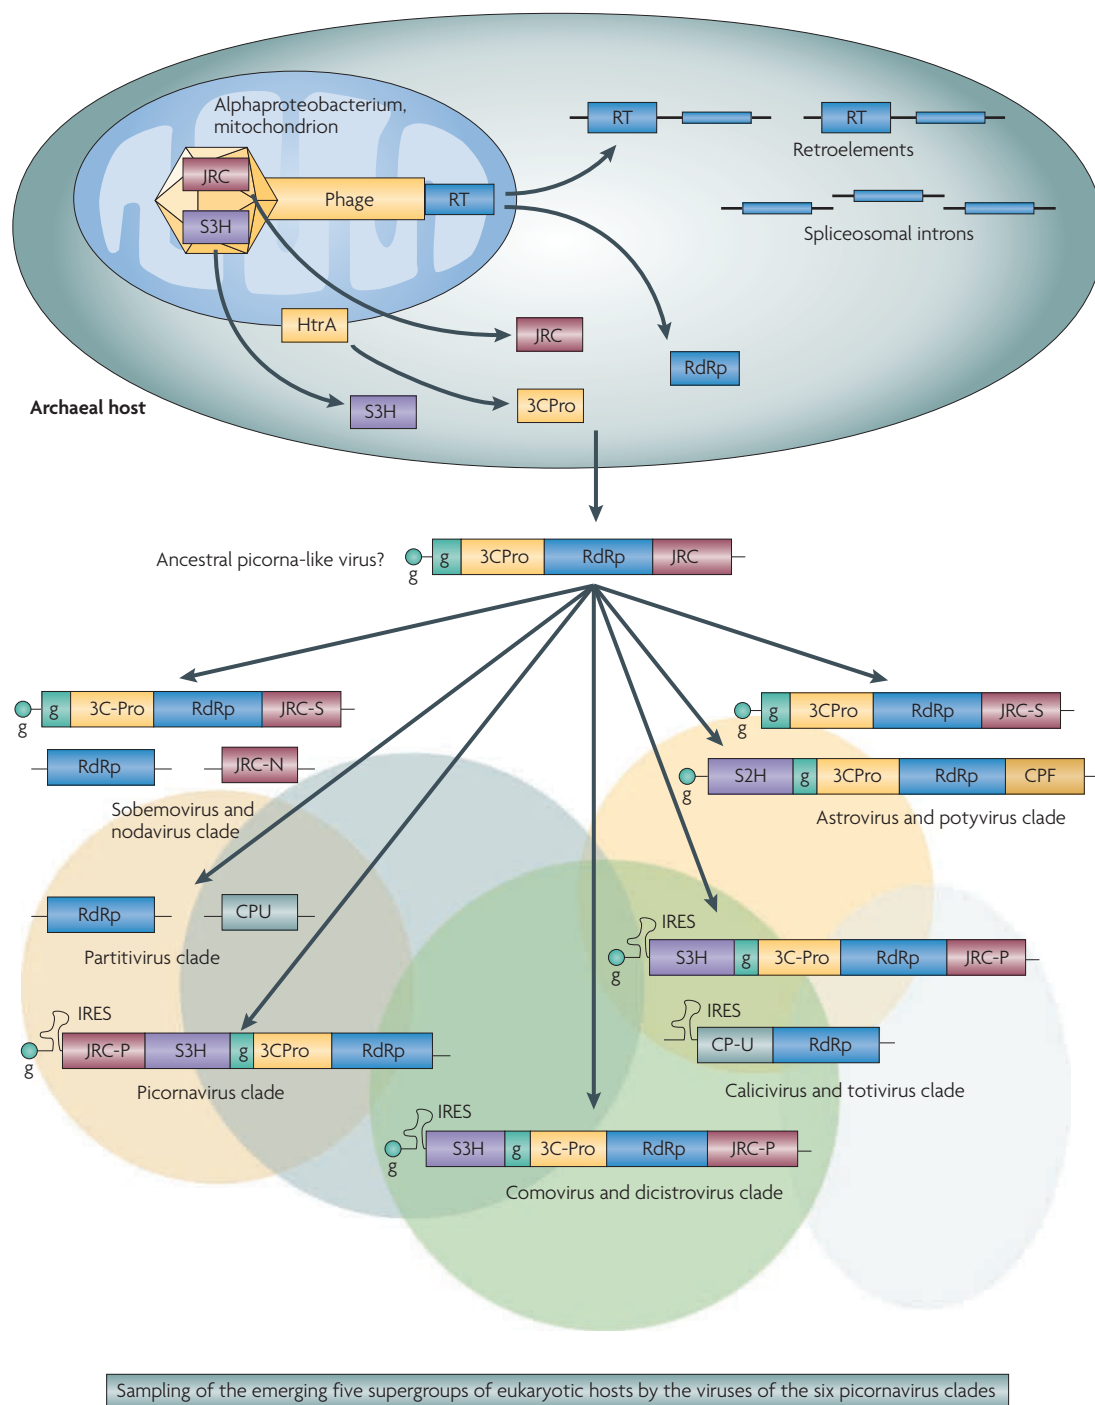 Alphaproteobacterium,
mitochondrion
JRC
S3H
Phage
RT
RT
RT
Retroelements
Spliceosomal introns
HtrA
JRC
RdRp
S3H
3CPro
Archaeal host
Ancestral picorna-like virus?
g
g 3CPro RdRp JRC
g
g 3C-Pro RdRp JRC-S
RdRp JRC-N
Sobemovirus and
nodavirus clade
g
g 3CPro RdRp JRC-S
g
S2H g 3CPro RdRp CPF
Astrovirus and potyvirus clade
RdRp CPU
Partitivirus clade
IRES
g
S3H g 3C-Pro RdRp JRC-P
IRES
CP-U RdRp
Calicivirus and totivirus clade
IRES
g
JRC-P S3H g 3CPro RdRp
Picornavirus clade
IRES
g
S3H g 3C-Pro RdRp JRC-P
Comovirus and dicistrovirus clade
Sampling of the emerging five supergroups of eukaryotic hosts by the viruses of the six picornavirus clades